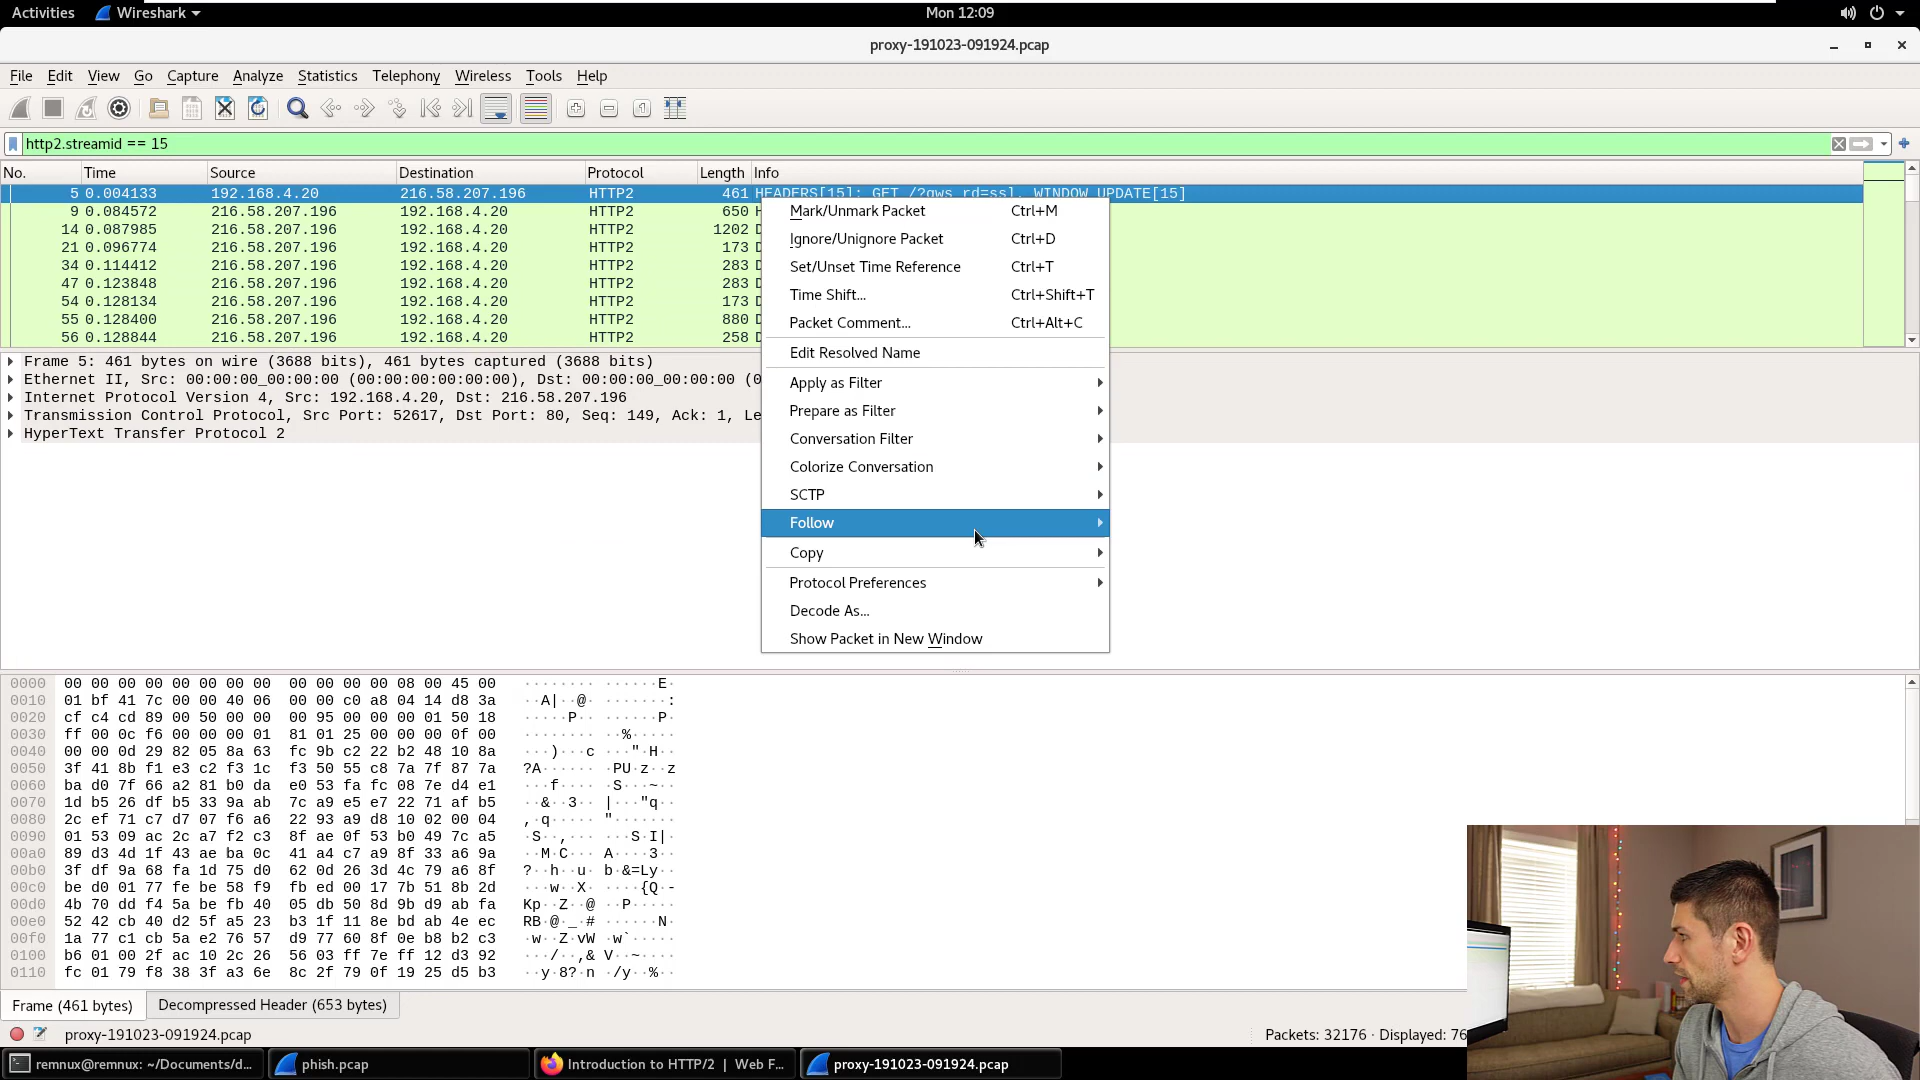 Activities Wireshark Mon 12:09
proxy-191023-091924.pcap
File Edit View Go Capture Analyze Statistics Telephony Wireless Tools Help
http2.streamid == 15
No. Time Source Destination Protocol Length Info
5 0.004133 192.168.4.20 216.58.207.196 HTTP2 461 HEADERS[15]: GET /?gws_rd=ssl, WINDOW_UPDATE[15]
9 0.084572 216.58.207.196 192.168.4.20 HTTP2 650
14 0.087985 216.58.207.196 192.168.4.20 HTTP2 1202
21 0.096774 216.58.207.196 192.168.4.20 HTTP2 173
34 0.114412 216.58.207.196 192.168.4.20 HTTP2 283
47 0.123848 216.58.207.196 192.168.4.20 HTTP2 283
54 0.128134 216.58.207.196 192.168.4.20 HTTP2 173
55 0.128400 216.58.207.196 192.168.4.20 HTTP2 880
56 0.128844 216.58.207.196 192.168.4.20 HTTP2 258
Mark/Unmark Packet Ctrl+M
Ignore/Unignore Packet Ctrl+D
Set/Unset Time Reference Ctrl+T
Time Shift... Ctrl+Shift+T
Packet Comment... Ctrl+Alt+C
Edit Resolved Name
Apply as Filter
Prepare as Filter
Conversation Filter
Colorize Conversation
SCTP
Follow
Copy
Protocol Preferences
Decode As...
Show Packet in New Window
Frame 5: 461 bytes on wire (3688 bits), 461 bytes captured (3688 bits)
Ethernet II, Src: 00:00:00_00:00:00 (00:00:00:00:00:00), Dst: 00:00:00_00:00:00 (0
Internet Protocol Version 4, Src: 192.168.4.20, Dst: 216.58.207.196
Transmission Control Protocol, Src Port: 52617, Dst Port: 80, Seq: 149, Ack: 1, Le
HyperText Transfer Protocol 2
0000 00 00 00 00 00 00 00 00 00 00 00 00 08 00 45 00 ········ ······E·
0010 01 bf 41 7c 00 00 40 06 00 00 c0 a8 04 14 d8 3a ··A|··@· ·······:
0020 cf c4 cd 89 00 50 00 00 00 95 00 00 00 01 50 18 ·····P·· ······P·
0030 ff 00 0c f6 00 00 00 01 81 01 25 00 00 00 0f 00 ········ ··%·····
0040 00 00 0d 29 82 05 8a 63 fc 9b c2 22 b2 48 10 8a ···)···c ···"·H··
0050 3f 41 8b f1 e3 c2 f3 1c f3 50 55 c8 7a 7f 87 7a ?A······ ·PU·z··z
0060 ba d0 7f 66 a2 81 b0 da e0 53 fa fc 08 7e d4 e1 ···f···· ·S···~··
0070 1d b5 26 df b5 33 9a ab 7c a9 e5 e7 22 71 af b5 ··&··3·· |···"q··
0080 2c ef 71 c7 d7 07 f6 a6 22 93 a9 d8 10 02 00 04 ,·q····· "·······
0090 01 53 09 ac 2c a7 f2 c3 8f ae 0f 53 b0 49 7c a5 ·S··,··· ···S·I|·
00a0 89 d3 4d 1f 43 ae ba 0c 41 a4 c7 a9 8f 33 a6 9a ··M·C··· A····3··
00b0 3f df 9a 68 fa 1d 75 d0 62 0d 26 3d 4c 79 a6 8f ?··h··u· b·&=Ly··
00c0 be d0 01 77 fe be 58 f9 fb ed 00 17 7b 51 8b 2d ···w··X· ····{Q·-
00d0 4b 70 dd f4 5a be fb 40 05 db 50 8d 9b d9 ab fa Kp··Z··@ ··P·····
00e0 52 42 cb 40 d2 5f a5 23 b3 1f 11 8e bd ab 4e ec RB·@·_·# ······N·
00f0 1a 77 c1 cb 5a e2 76 57 d9 77 60 8f 0e b8 b2 c3 ·w··Z·vW ·w`·····
0100 b6 01 00 2f ac 10 2c 26 56 03 ff 7e ff 12 d3 92 ···/··,& V··~····
0110 fc 01 79 f8 38 3f a3 6e 8c 2f 79 0f 19 25 d5 b3 ··y·8?·n ·/y··%··
Frame (461 bytes) Decompressed Header (653 bytes)
proxy-191023-091924.pcap Packets: 32176 · Displayed: 76
remnux@remnux: ~/Documents/d... phish.pcap Introduction to HTTP/2 | Web F... proxy-191023-091924.pcap